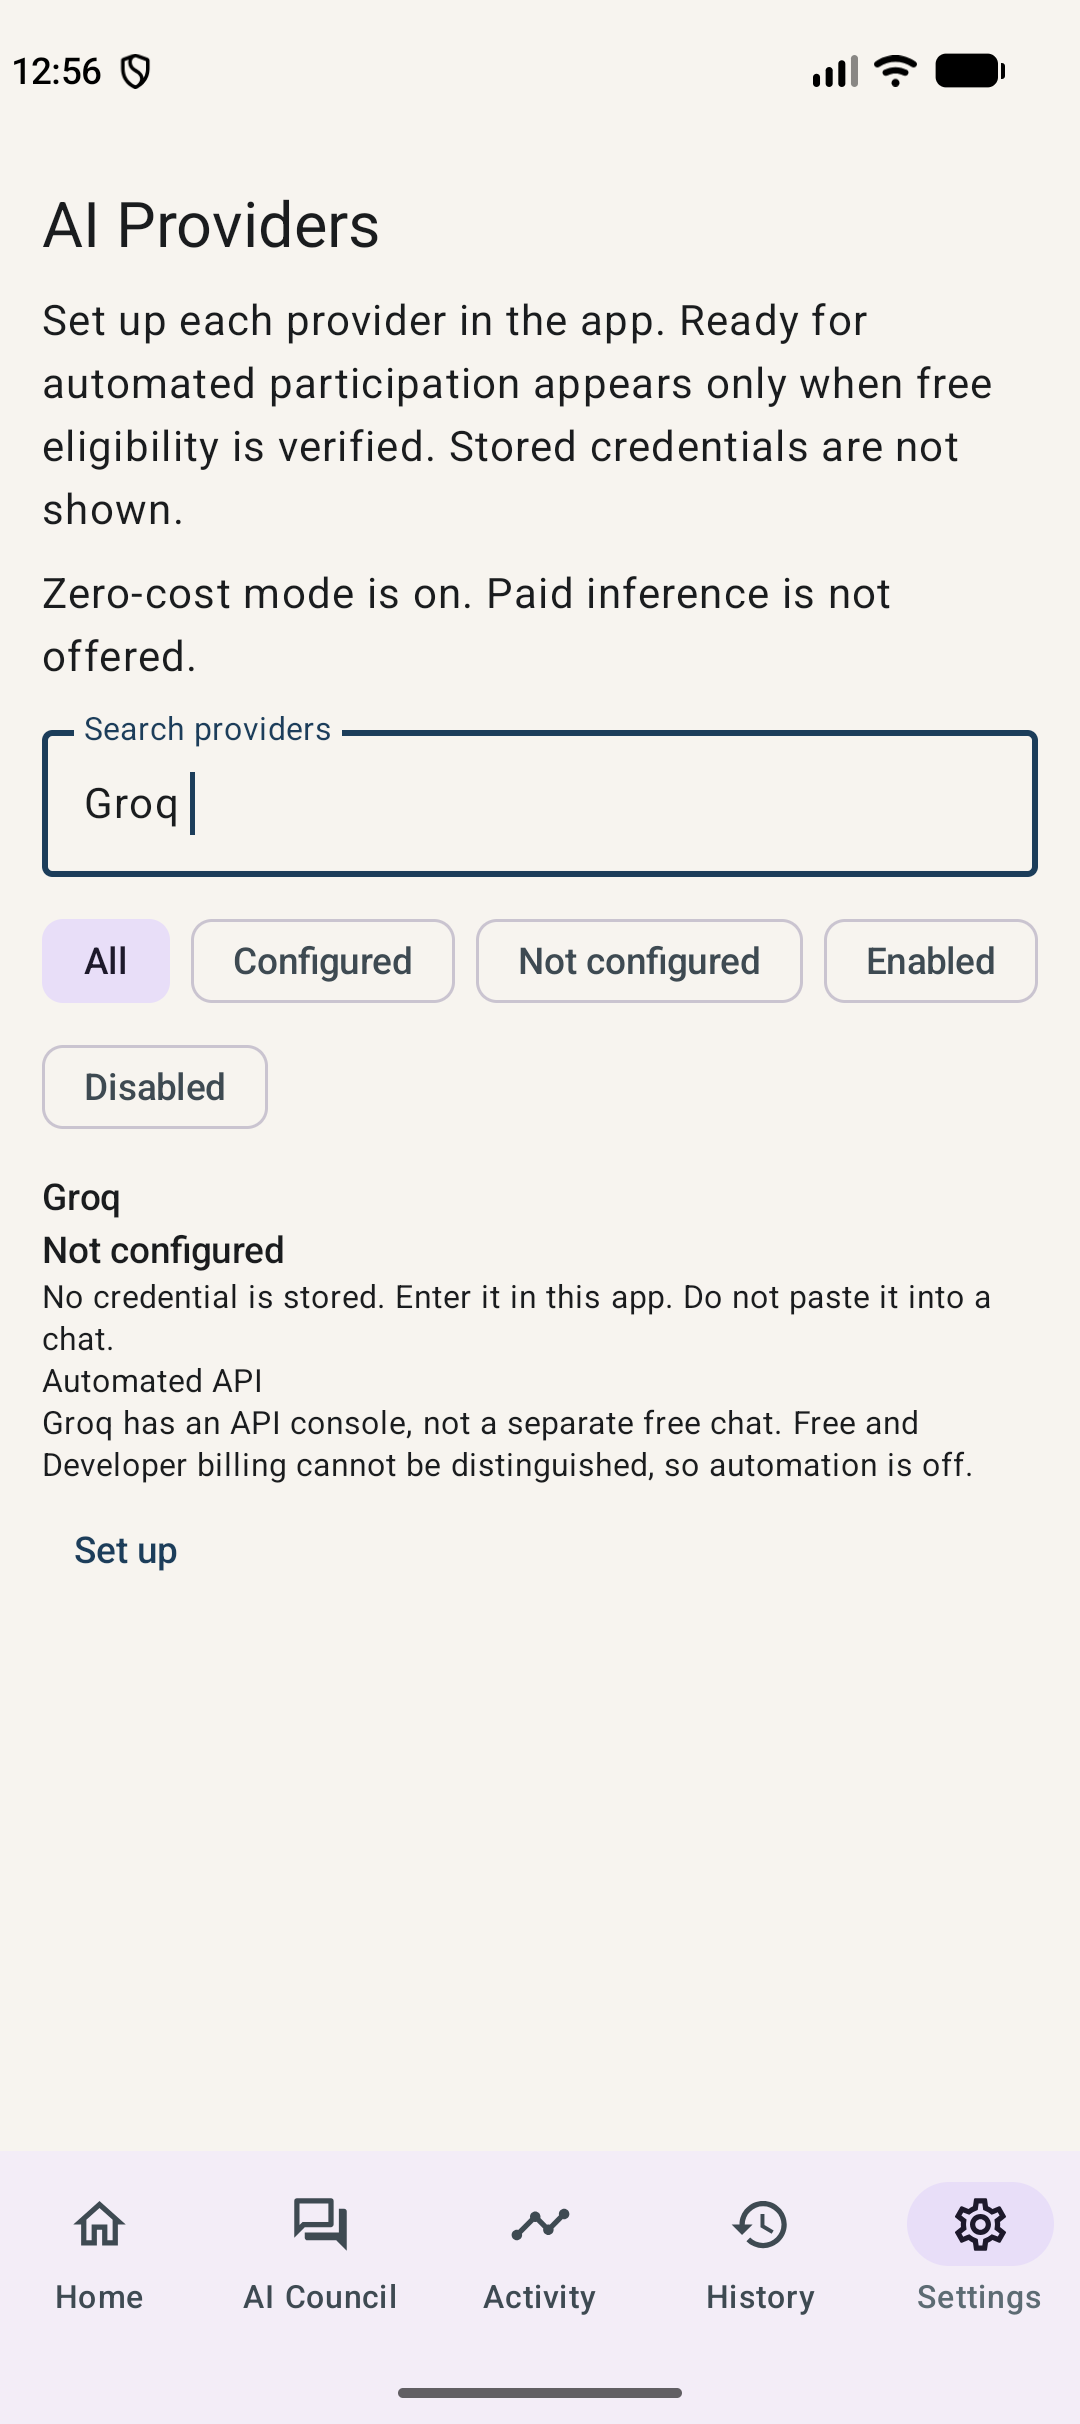 12:56
AI Providers
Set up each provider in the app. Ready for
automated participation appears only when free
eligibility is verified. Stored credentials are not
shown.
Zero-cost mode is on. Paid inference is not
offered.
Search providers
Groq
All
Configured
Not configured
Enabled
Disabled
Groq
Not configured
No credential is stored. Enter it in this app. Do not paste it into a
chat.
Automated API
Groq has an API console, not a separate free chat. Free and
Developer billing cannot be distinguished, so automation is off.
Set up
Home
AI Council
Activity
History
Settings